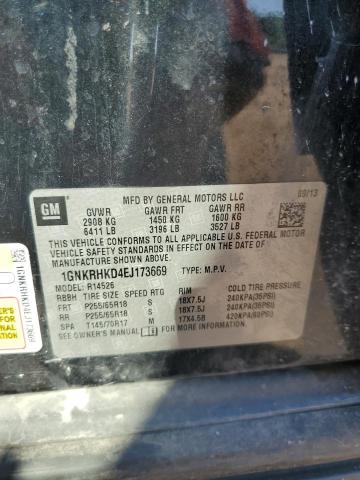 GM
MFD BY GENERAL MOTORS LLC
09/13
GVWR GAWR FRT GAWR RR
2908 KG 1450 KG 1600 KG
6411 LB 3196 LB 3527 LB
THIS VEHICLE CONFORMS TO ALL APPLICABLE U.S. FEDERAL MOTOR
VEHICLE SAFETY
IN EFFECT ON THE DATE OF
MANUFACTURE SHOWN ABOVE.
1GNKRHKD4EJ173669 TYPE: M.P.V.
MODEL: R14526
RBBH TIRE SIZE SPEED RTG RIM COLD TIRE PRESSURE
FRT P255/65R18 S 18X7.5J 240KPA(35PSI)
RR P255/65R18 S 18X7.5J 240KPA(35PSI)
SPA T145/70R17 M 17X4.5B 420KPA(60PSI)
SEE OWNER'S MANUAL FOR ADDITIONAL INFORMATION
1GNKRHKD4EJ173669